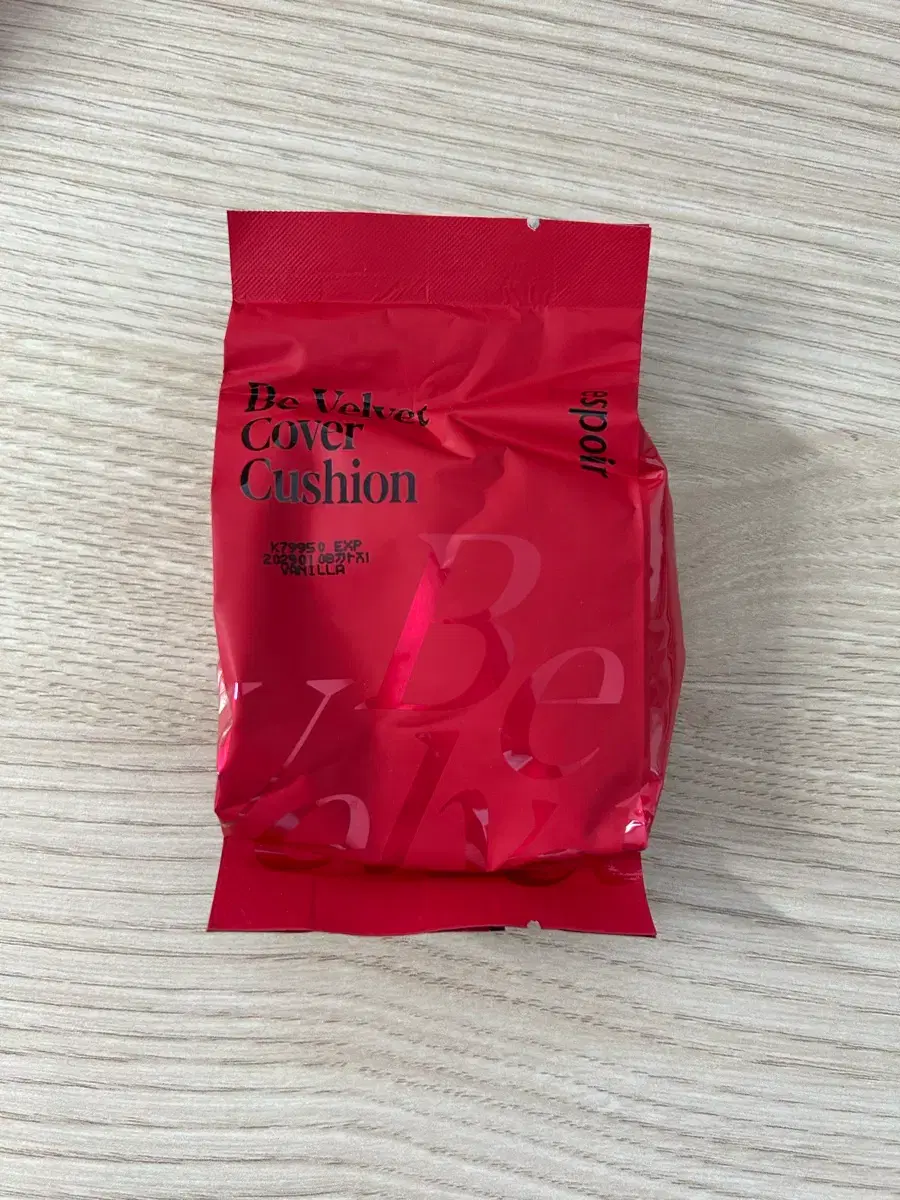 Be Velvet
Cover
Cushion
espoir
K79950 EXP
20290108까지
VANILLA
Be
Velv